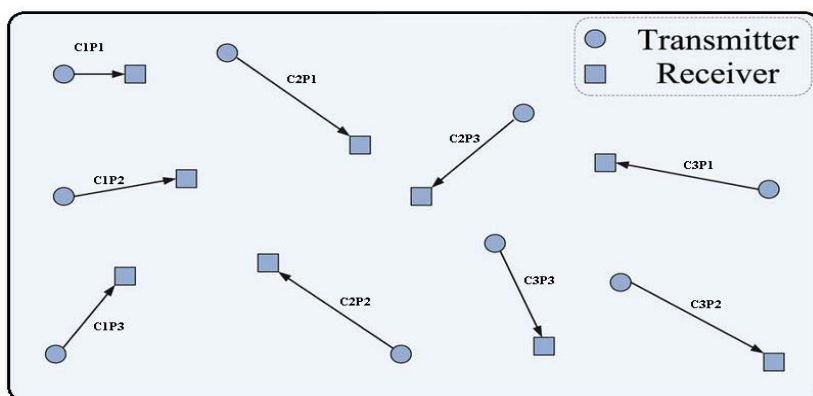 C1P1
C2P1
Transmitter
Receiver
C2P3
C3P1
C1P2
C1P3
C2P2
C3P3
C3P2